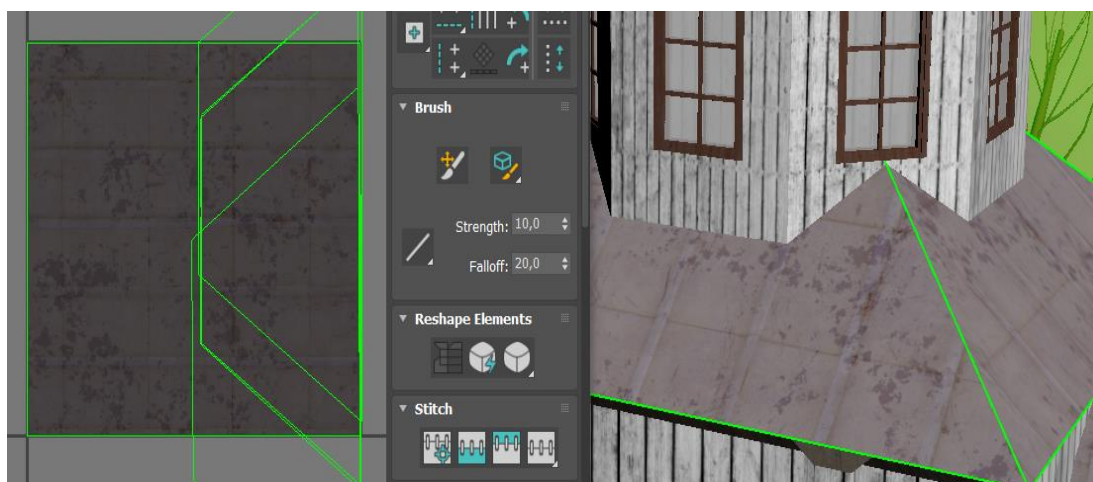 Brush
Strength: 10,0
Falloff: 20,0
Reshape Elements
Stitch